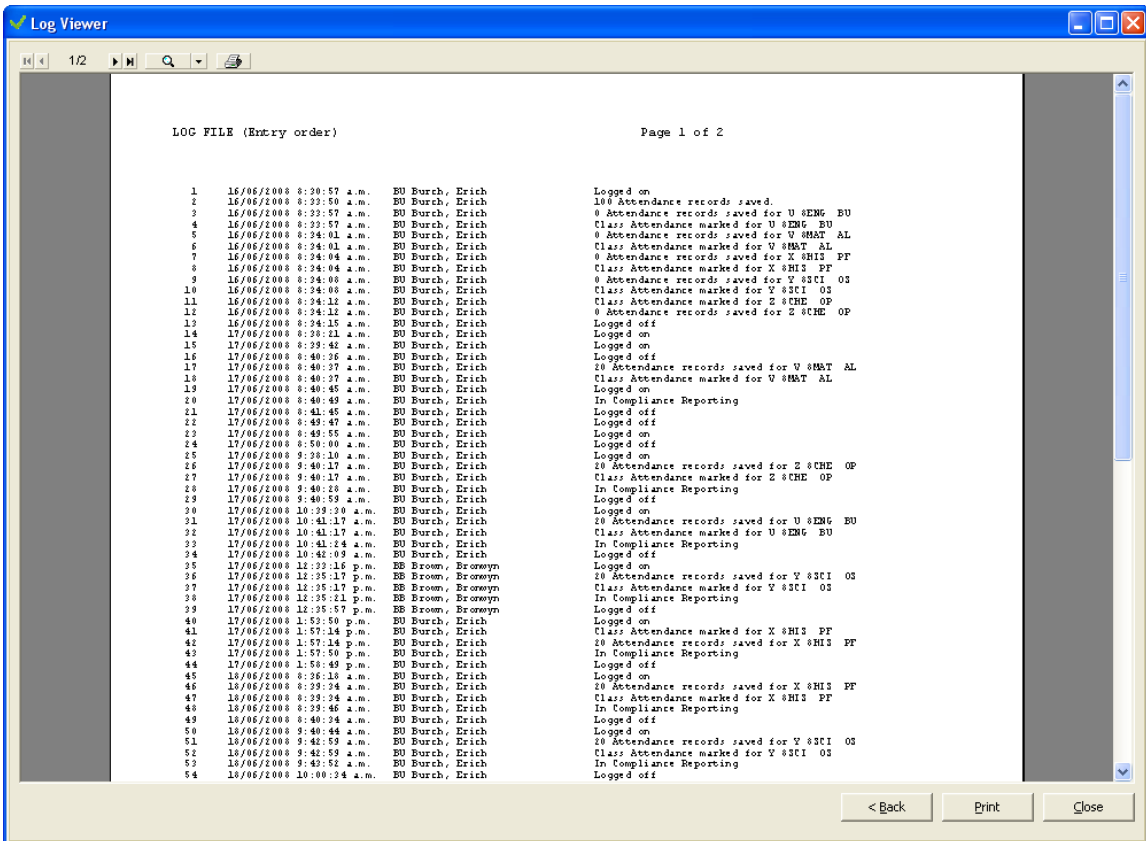 Log Viewer
1/2
LOG FILE (Entry order) Page 1 of 2
1 16/06/2008 8:30:57 a.m. BU Burch, Erich Logged on
2 16/06/2008 8:33:50 a.m. BU Burch, Erich 100 Attendance records saved.
3 16/06/2008 8:33:57 a.m. BU Burch, Erich 0 Attendance records saved for U 8ENG BU
4 16/06/2008 8:33:57 a.m. BU Burch, Erich Class Attendance marked for U 8ENG BU
5 16/06/2008 8:34:01 a.m. BU Burch, Erich 0 Attendance records saved for W 8MAT AL
6 16/06/2008 8:34:01 a.m. BU Burch, Erich Class Attendance marked for W 8MAT AL
7 16/06/2008 8:34:04 a.m. BU Burch, Erich 0 Attendance records saved for X 8HIS PF
8 16/06/2008 8:34:04 a.m. BU Burch, Erich Class Attendance marked for X 8HIS PF
9 16/06/2008 8:34:08 a.m. BU Burch, Erich 0 Attendance records saved for Y 8SCI OS
10 16/06/2008 8:34:08 a.m. BU Burch, Erich Class Attendance marked for Y 8SCI OS
11 16/06/2008 8:34:12 a.m. BU Burch, Erich Class Attendance marked for Z 8CHE OP
12 16/06/2008 8:34:12 a.m. BU Burch, Erich 0 Attendance records saved for Z 8CHE OP
13 16/06/2008 8:34:15 a.m. BU Burch, Erich Logged off
14 17/06/2008 8:38:21 a.m. BU Burch, Erich Logged on
15 17/06/2008 8:39:42 a.m. BU Burch, Erich Logged on
16 17/06/2008 8:40:36 a.m. BU Burch, Erich Logged off
17 17/06/2008 8:40:37 a.m. BU Burch, Erich 20 Attendance records saved for W 8MAT AL
18 17/06/2008 8:40:37 a.m. BU Burch, Erich Class Attendance marked for W 8MAT AL
19 17/06/2008 8:40:45 a.m. BU Burch, Erich Logged on
20 17/06/2008 8:40:49 a.m. BU Burch, Erich In Compliance Reporting
21 17/06/2008 8:41:45 a.m. BU Burch, Erich Logged off
22 17/06/2008 8:49:47 a.m. BU Burch, Erich Logged off
23 17/06/2008 8:49:55 a.m. BU Burch, Erich Logged on
24 17/06/2008 8:50:00 a.m. BU Burch, Erich Logged off
25 17/06/2008 9:38:10 a.m. BU Burch, Erich Logged on
26 17/06/2008 9:40:17 a.m. BU Burch, Erich 20 Attendance records saved for Z 8CHE OP
27 17/06/2008 9:40:17 a.m. BU Burch, Erich Class Attendance marked for Z 8CHE OP
28 17/06/2008 9:40:28 a.m. BU Burch, Erich In Compliance Reporting
29 17/06/2008 9:40:59 a.m. BU Burch, Erich Logged off
30 17/06/2008 10:39:30 a.m. BU Burch, Erich Logged on
31 17/06/2008 10:41:17 a.m. BU Burch, Erich 20 Attendance records saved for U 8ENG BU
32 17/06/2008 10:41:17 a.m. BU Burch, Erich Class Attendance marked for U 8ENG BU
33 17/06/2008 10:41:24 a.m. BU Burch, Erich In Compliance Reporting
34 17/06/2008 10:42:09 a.m. BU Burch, Erich Logged off
35 17/06/2008 12:33:16 p.m. BB Brown, Bronwyn Logged on
36 17/06/2008 12:35:17 p.m. BB Brown, Bronwyn 20 Attendance records saved for Y 8SCI OS
37 17/06/2008 12:35:17 p.m. BB Brown, Bronwyn Class Attendance marked for Y 8SCI OS
38 17/06/2008 12:35:21 p.m. BB Brown, Bronwyn In Compliance Reporting
39 17/06/2008 12:35:57 p.m. BB Brown, Bronwyn Logged off
40 17/06/2008 1:53:50 p.m. BU Burch, Erich Logged on
41 17/06/2008 1:57:14 p.m. BU Burch, Erich Class Attendance marked for X 8HIS PF
42 17/06/2008 1:57:14 p.m. BU Burch, Erich 20 Attendance records saved for X 8HIS PF
43 17/06/2008 1:57:50 p.m. BU Burch, Erich In Compliance Reporting
44 17/06/2008 1:58:49 p.m. BU Burch, Erich Logged off
45 18/06/2008 8:36:18 a.m. BU Burch, Erich Logged on
46 18/06/2008 8:39:34 a.m. BU Burch, Erich 20 Attendance records saved for X 8HIS PF
47 18/06/2008 8:39:34 a.m. BU Burch, Erich Class Attendance marked for X 8HIS PF
48 18/06/2008 8:39:46 a.m. BU Burch, Erich In Compliance Reporting
49 18/06/2008 8:40:34 a.m. BU Burch, Erich Logged off
50 18/06/2008 9:40:44 a.m. BU Burch, Erich Logged on
51 18/06/2008 9:42:59 a.m. BU Burch, Erich 20 Attendance records saved for Y 8SCI OS
52 18/06/2008 9:42:59 a.m. BU Burch, Erich Class Attendance marked for Y 8SCI OS
53 18/06/2008 9:43:52 a.m. BU Burch, Erich In Compliance Reporting
54 18/06/2008 10:00:34 a.m. BU Burch, Erich Logged off
< Back Print Close